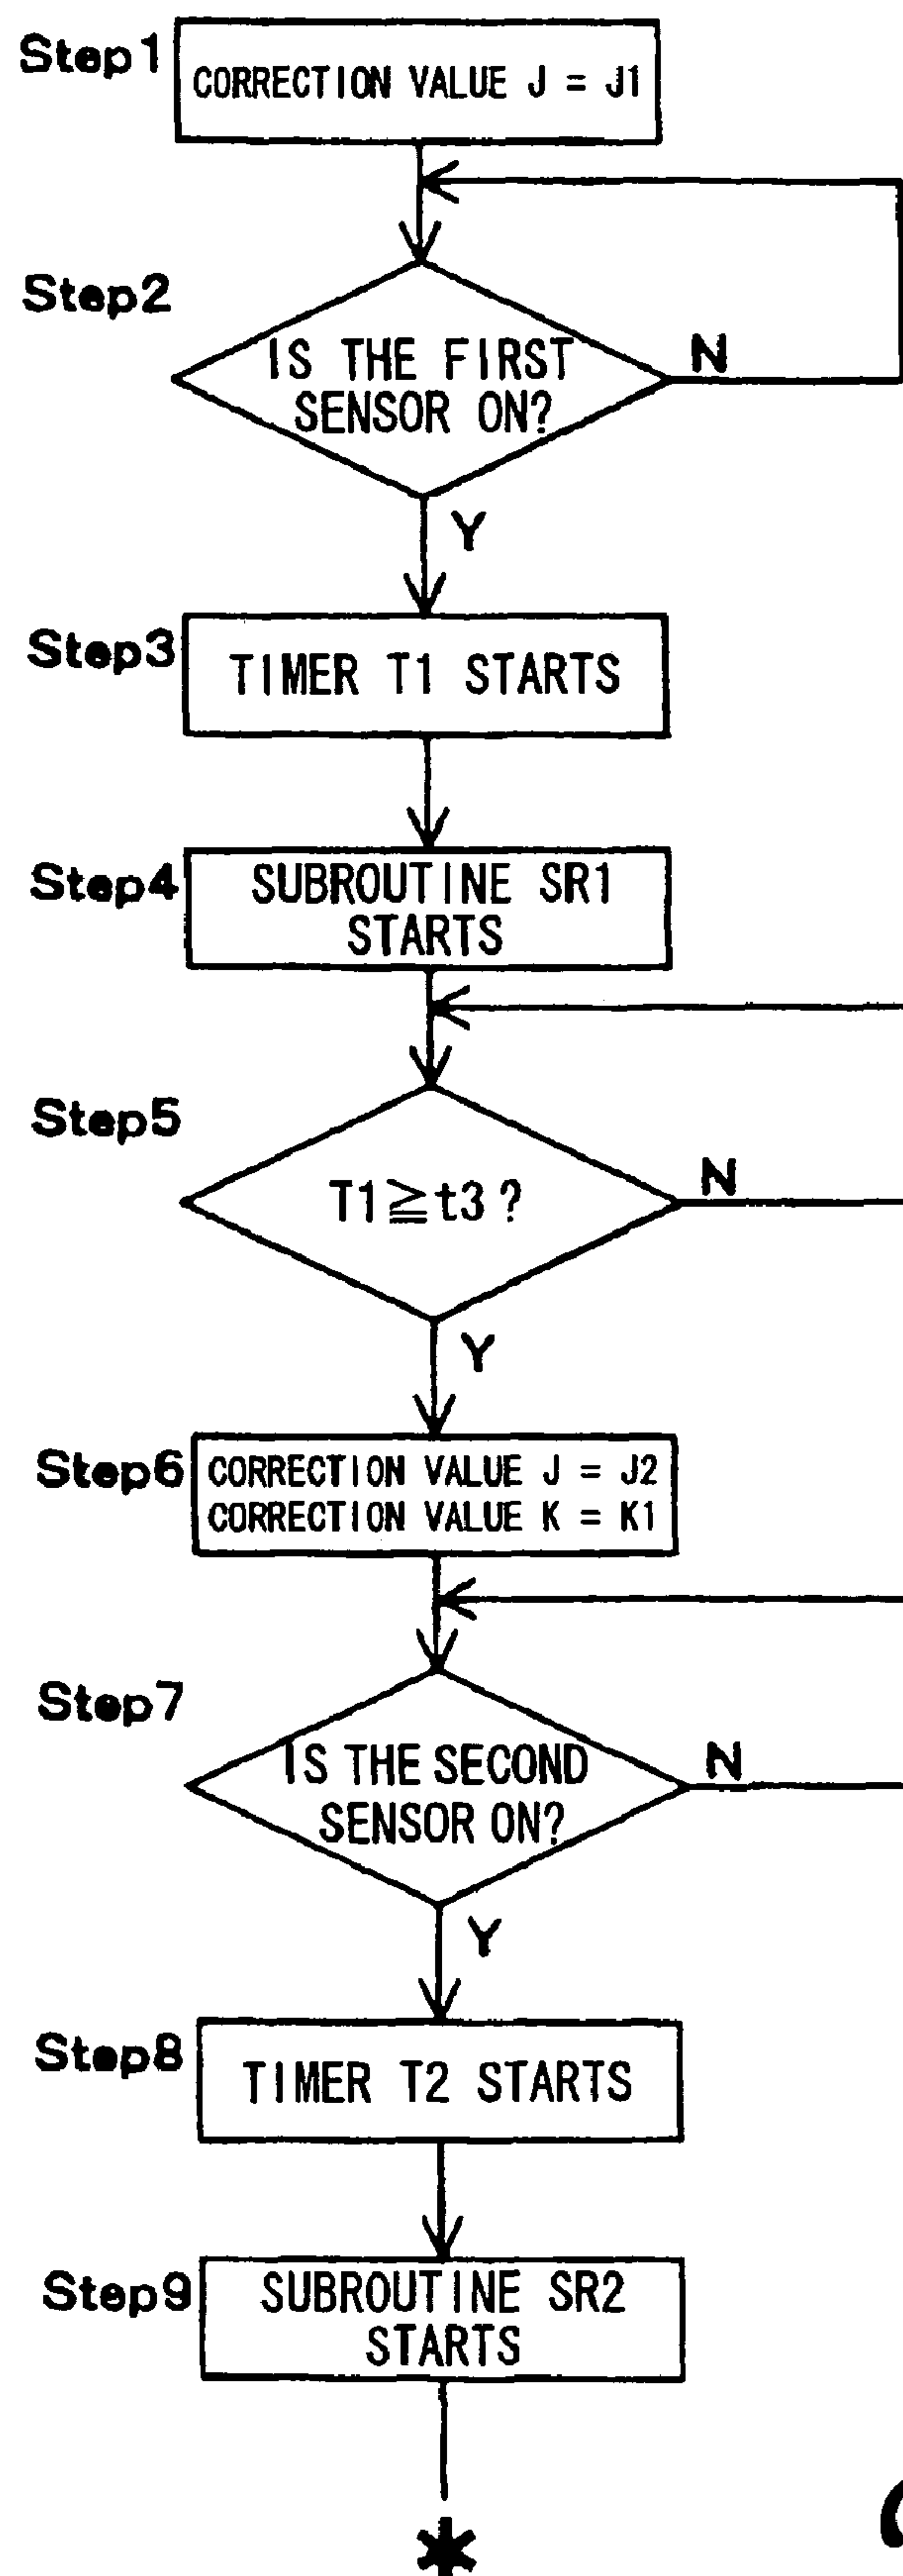 Step1
CORRECTION VALUE J = J1
Step2
IS THE FIRST
SENSOR ON?
N
Y
Step3
TIMER T1 STARTS
Step4
SUBROUTINE SR1
STARTS
Step5
T1≧t3?
N
Y
Step6
CORRECTION VALUE J = J2
CORRECTION VALUE K = K1
Step7
IS THE SECOND
SENSOR ON?
N
Y
Step8
TIMER T2 STARTS
Step9
SUBROUTINE SR2
STARTS
*